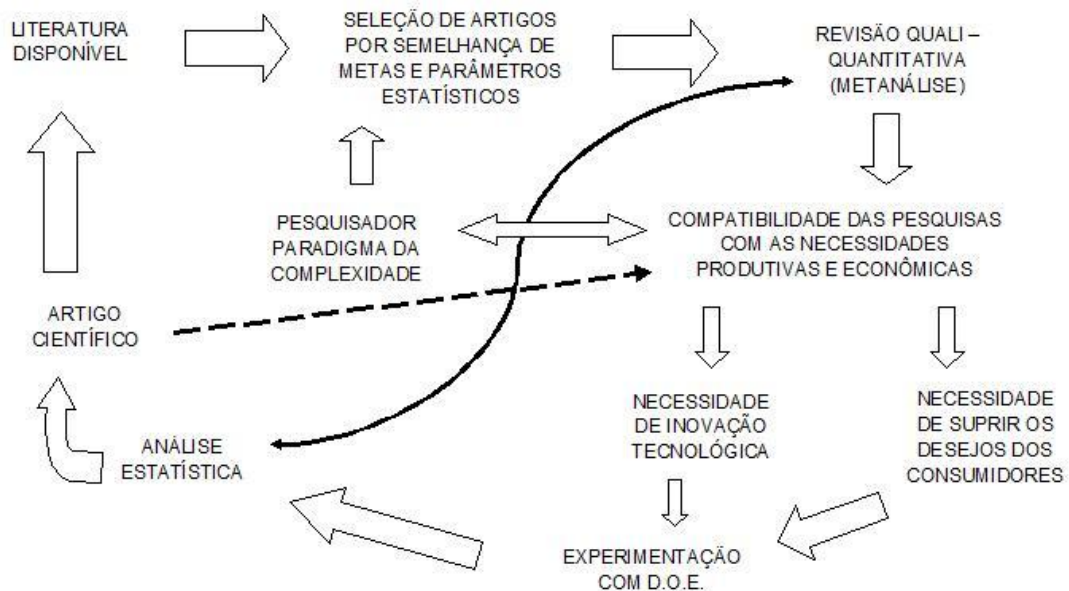 LITERATURA
DISPONÍVEL
SELEÇÃO DE ARTIGOS
POR SEMELHANÇA DE
METAS E PARÂMETROS
ESTATÍSTICOS
REVISÃO QUALI –
QUANTITATIVA
(METANÁLISE)
PESQUISADOR
PARADIGMA DA
COMPLEXIDADE
COMPATIBILIDADE DAS PESQUISAS
COM AS NECESSIDADES
PRODUTIVAS E ECONÔMICAS
ARTIGO
CIENTÍFICO
NECESSIDADE
DE INOVAÇÃO
TECNOLÓGICA
NECESSIDADE
DE SUPRIR OS
DESEJOS DOS
CONSUMIDORES
ANÁLISE
ESTATÍSTICA
EXPERIMENTAÇÃO
COM D.O.E.